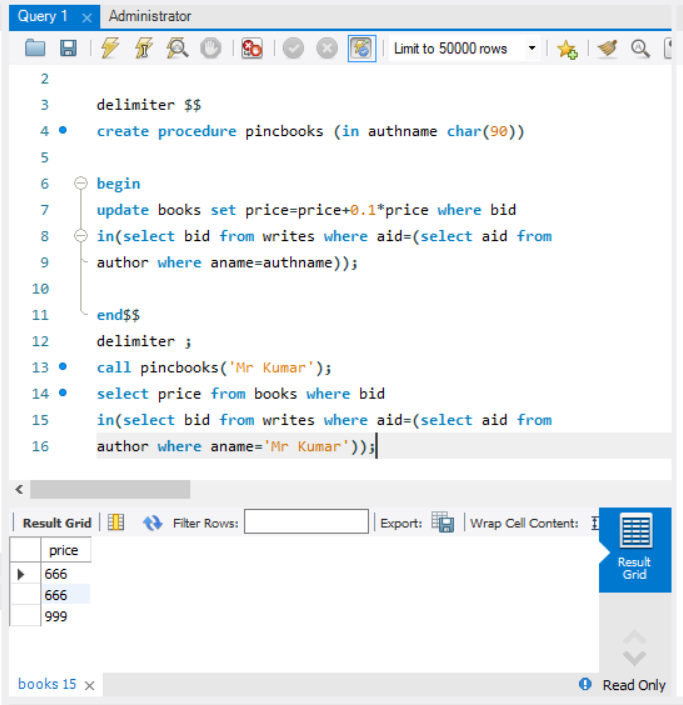 Query 1 × Administrator
Limit to 50000 rows
2
3 delimiter $$
4 create procedure pincbooks (in authname char(90))
5
6 begin
7 update books set price=price+0.1*price where bid
8 in(select bid from writes where aid=(select aid from
9 author where aname=authname));
10
11 end$$
12 delimiter ;
13 call pincbooks('Mr Kumar');
14 select price from books where bid
15 in(select bid from writes where aid=(select aid from
16 author where aname='Mr Kumar'));
Result Grid Filter Rows: Export: Wrap Cell Content:
price
666
666
999
Result
Grid
books 15 × Read Only